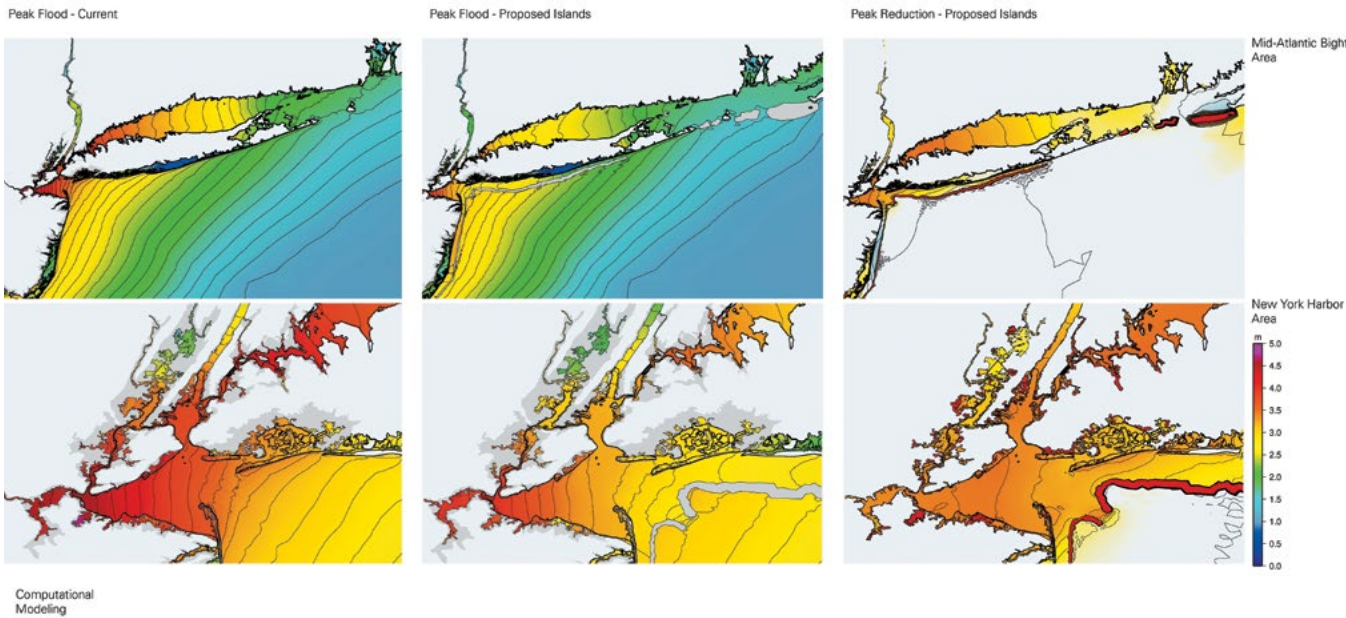 Peak Flood - Current
Peak Flood - Proposed Islands
Peak Reduction - Proposed Islands
Mid-Atlantic Bight
Area
New York Harbor
Area
m
5.0
4.5
4.0
3.5
3.0
2.5
2.0
1.5
1.0
0.5
0.0
Computational
Modeling